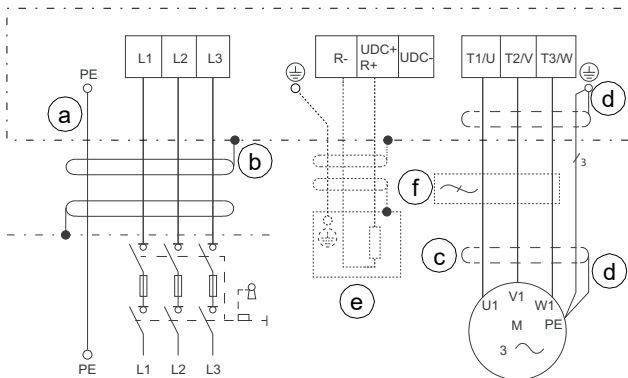 L1 L2 L3
R- UDC+ R+ UDC-
T1/U T2/V T3/W
PE
a
b
d
f
3
c
d
e
U1 V1 W1
M PE
3
PE L1 L2 L3